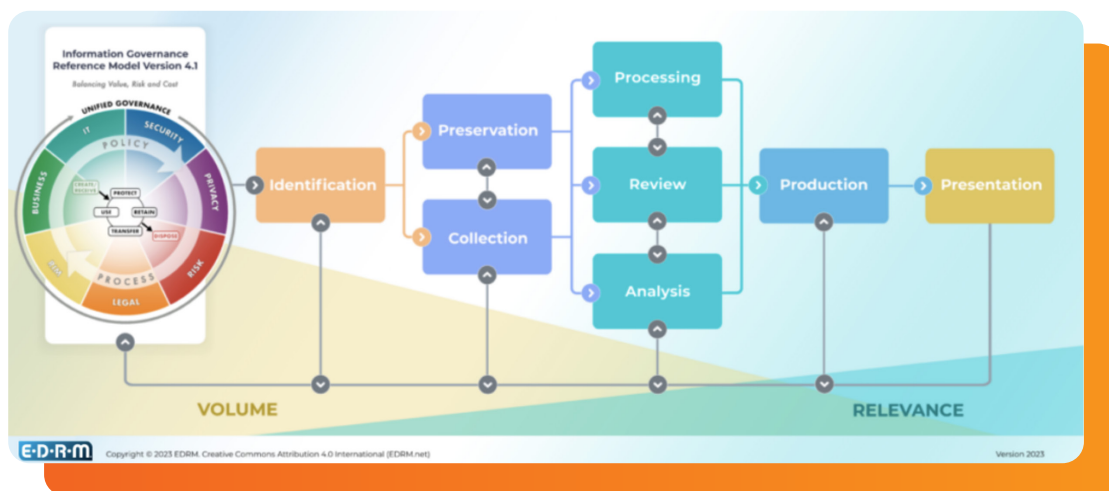 Information Governance
Reference Model Version 4.1
Balancing Value, Risk and Cost
UNIFIED GOVERNANCE
IT
SECURITY
POLICY
BUSINESS
PRIVACY
CREATE,
RECEIVE
PROTECT
USE
RETAIN
TRANSFER
DISPOSE
PROCESS
RISK
LEGAL
Identification
Preservation
Collection
Processing
Review
Analysis
Production
Presentation
VOLUME
RELEVANCE
E·D·R·M
Copyright © 2023 EDRM. Creative Commons Attribution 4.0 International (EDRM.net)
Version 2023